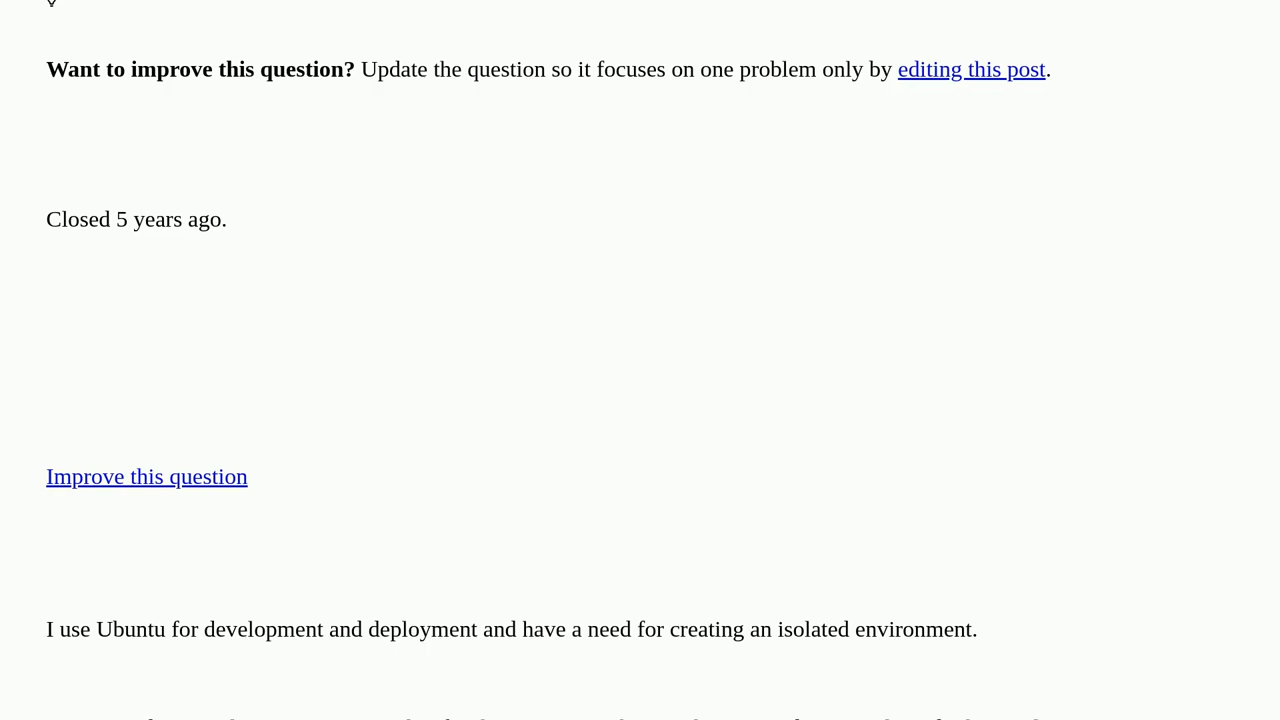 Want to improve this question? Update the question so it focuses on one problem only by editing this post.
Closed 5 years ago.
Improve this question
I use Ubuntu for development and deployment and have a need for creating an isolated environment.